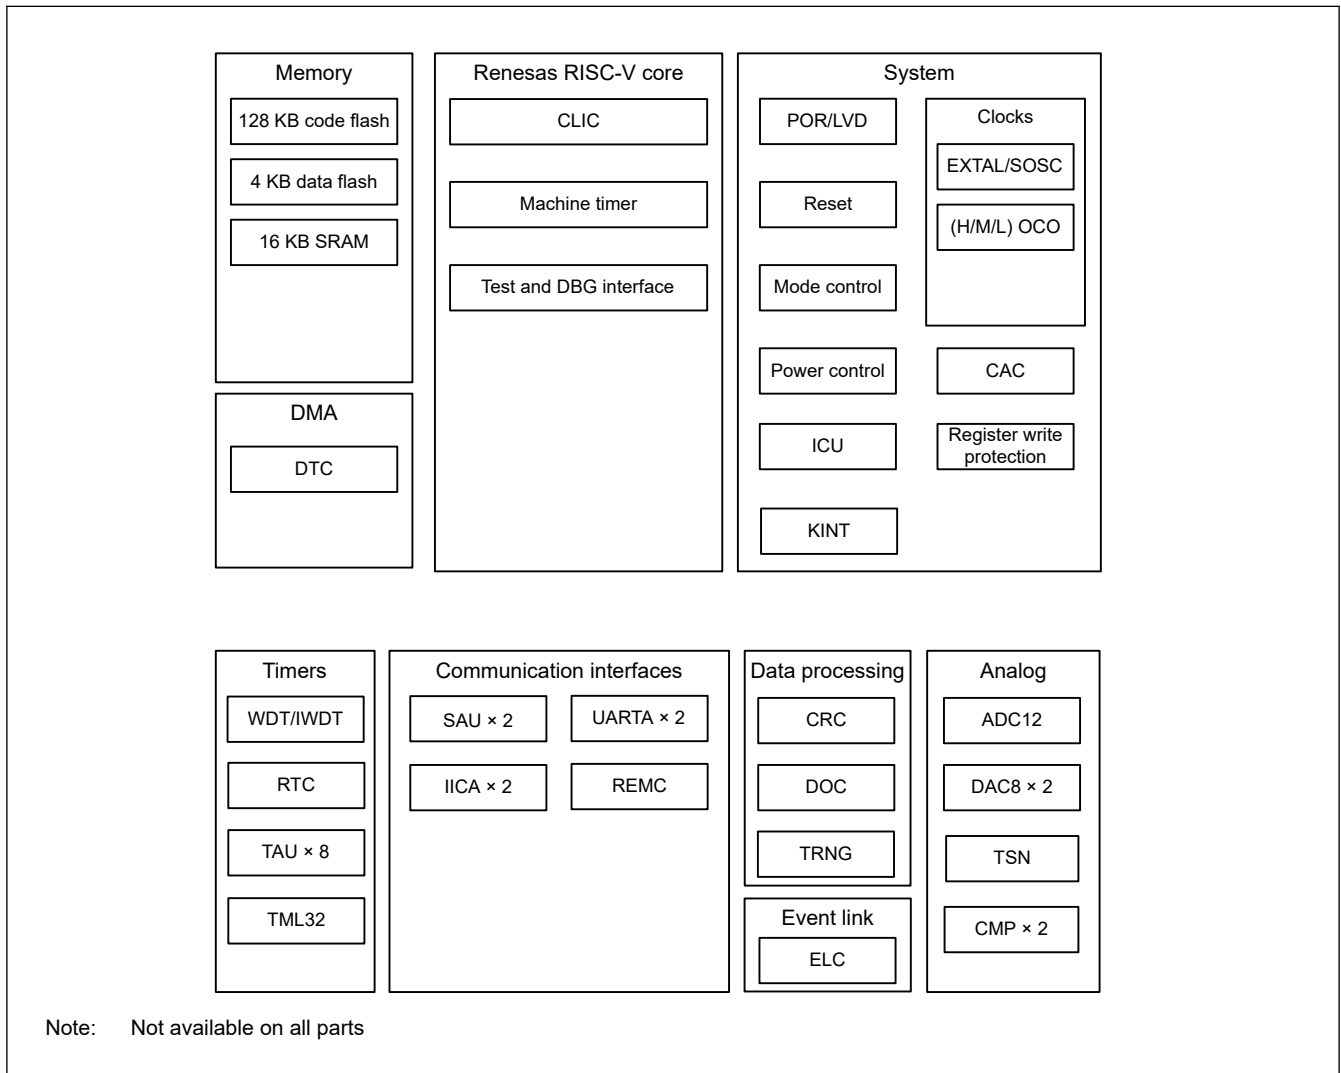 Memory
128 KB code flash
4 KB data flash
16 KB SRAM
DMA
DTC
Renesas RISC-V core
CLIC
Machine timer
Test and DBG interface
System
POR/LVD
Reset
Mode control
Power control
ICU
KINT
Clocks
EXTAL/SOSC
(H/M/L) OCO
CAC
Register write
protection
Timers
WDT/IWDT
RTC
TAU × 8
TML32
Communication interfaces
SAU × 2
UARTA × 2
IICA × 2
REMC
Data processing
CRC
DOC
TRNG
Event link
ELC
Analog
ADC12
DAC8 × 2
TSN
CMP × 2
Note: Not available on all parts